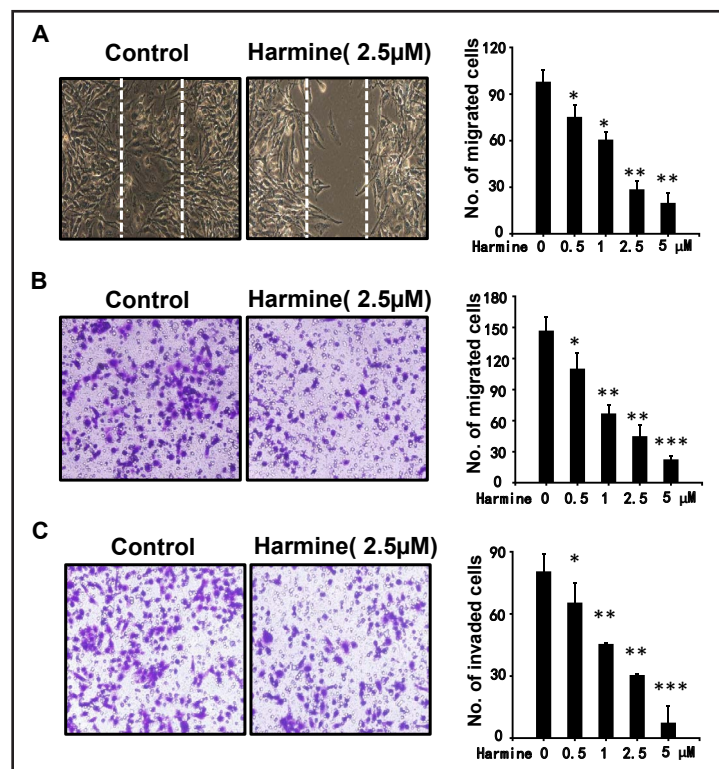 A
Control
Harmine( 2.5μM)
No. of migrated cells
120
90
60
30
0
*
*
**
**
Harmine 0 0.5 1 2.5 5 μM
B
Control
Harmine( 2.5μM)
No. of migrated cells
180
150
120
90
60
30
0
*
**
**
***
Harmine 0 0.5 1 2.5 5 μM
C
Control
Harmine( 2.5μM)
No. of invaded cells
90
60
30
0
*
**
**
***
Harmine 0 0.5 1 2.5 5 μM